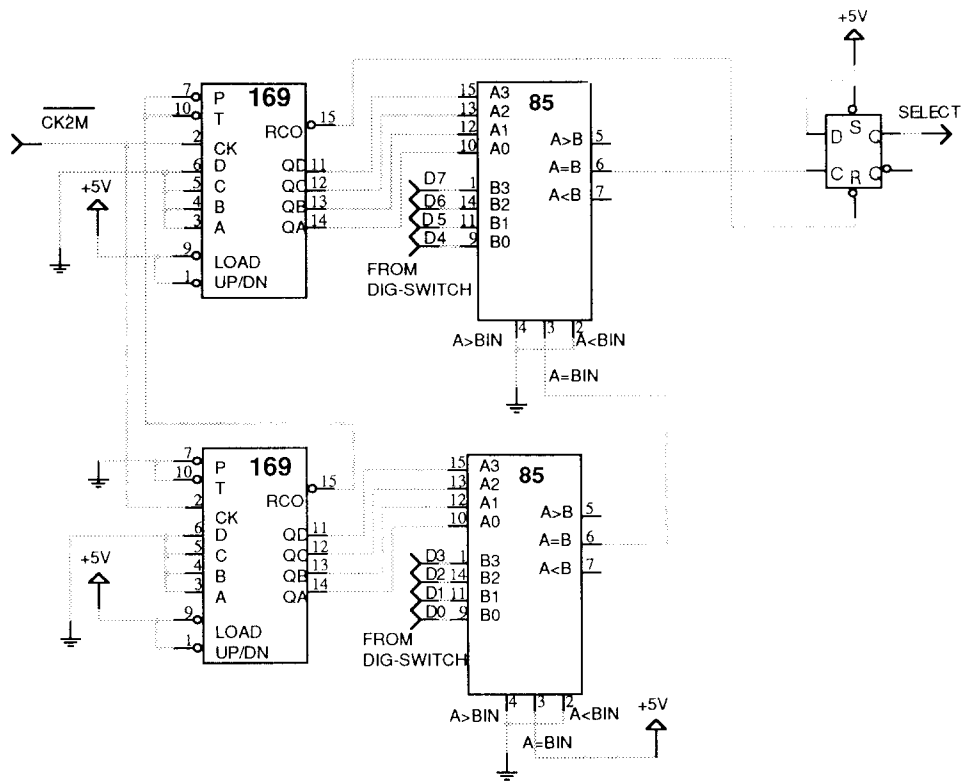 +5V
CK2M
169
7 P
10 T
RCO 15
2 CK
6 D QD 11
5 C QC 12
4 B QB 13
3 A QA 14
9 LOAD
1 UP/DN
+5V
85
15 A3
13 A2
12 A1
10 A0
A>B 5
A=B 6
A<B 7
D7 1 B3
D6 14 B2
D5 11 B1
D4 9 B0
FROM
DIG-SWITCH
4 3 2
A>BIN A<BIN
A=BIN
D S Q SELECT
C R Q
169
7 P
10 T
RCO 15
2 CK
6 D QD 11
5 C QC 12
4 B QB 13
3 A QA 14
9 LOAD
1 UP/DN
+5V
85
15 A3
13 A2
12 A1
10 A0
A>B 5
A=B 6
A<B 7
D3 1 B3
D2 14 B2
D1 11 B1
D0 9 B0
FROM
DIG-SWITCH
4 3 2
A>BIN A<BIN
A=BIN
+5V